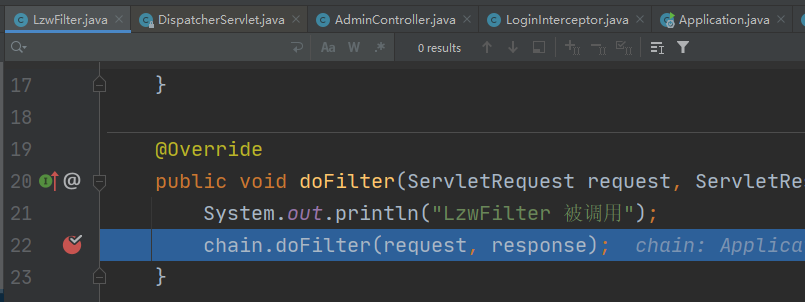 LzwFilter.java DispatcherServlet.java AdminController.java LoginInterceptor.java Application.java
Aa W .* 0 results
17 }
18
19 @Override
20 public void doFilter(ServletRequest request, ServletRe
21 System.out.println("LzwFilter 被调用");
22 chain.doFilter(request, response); chain: Applica
23 }